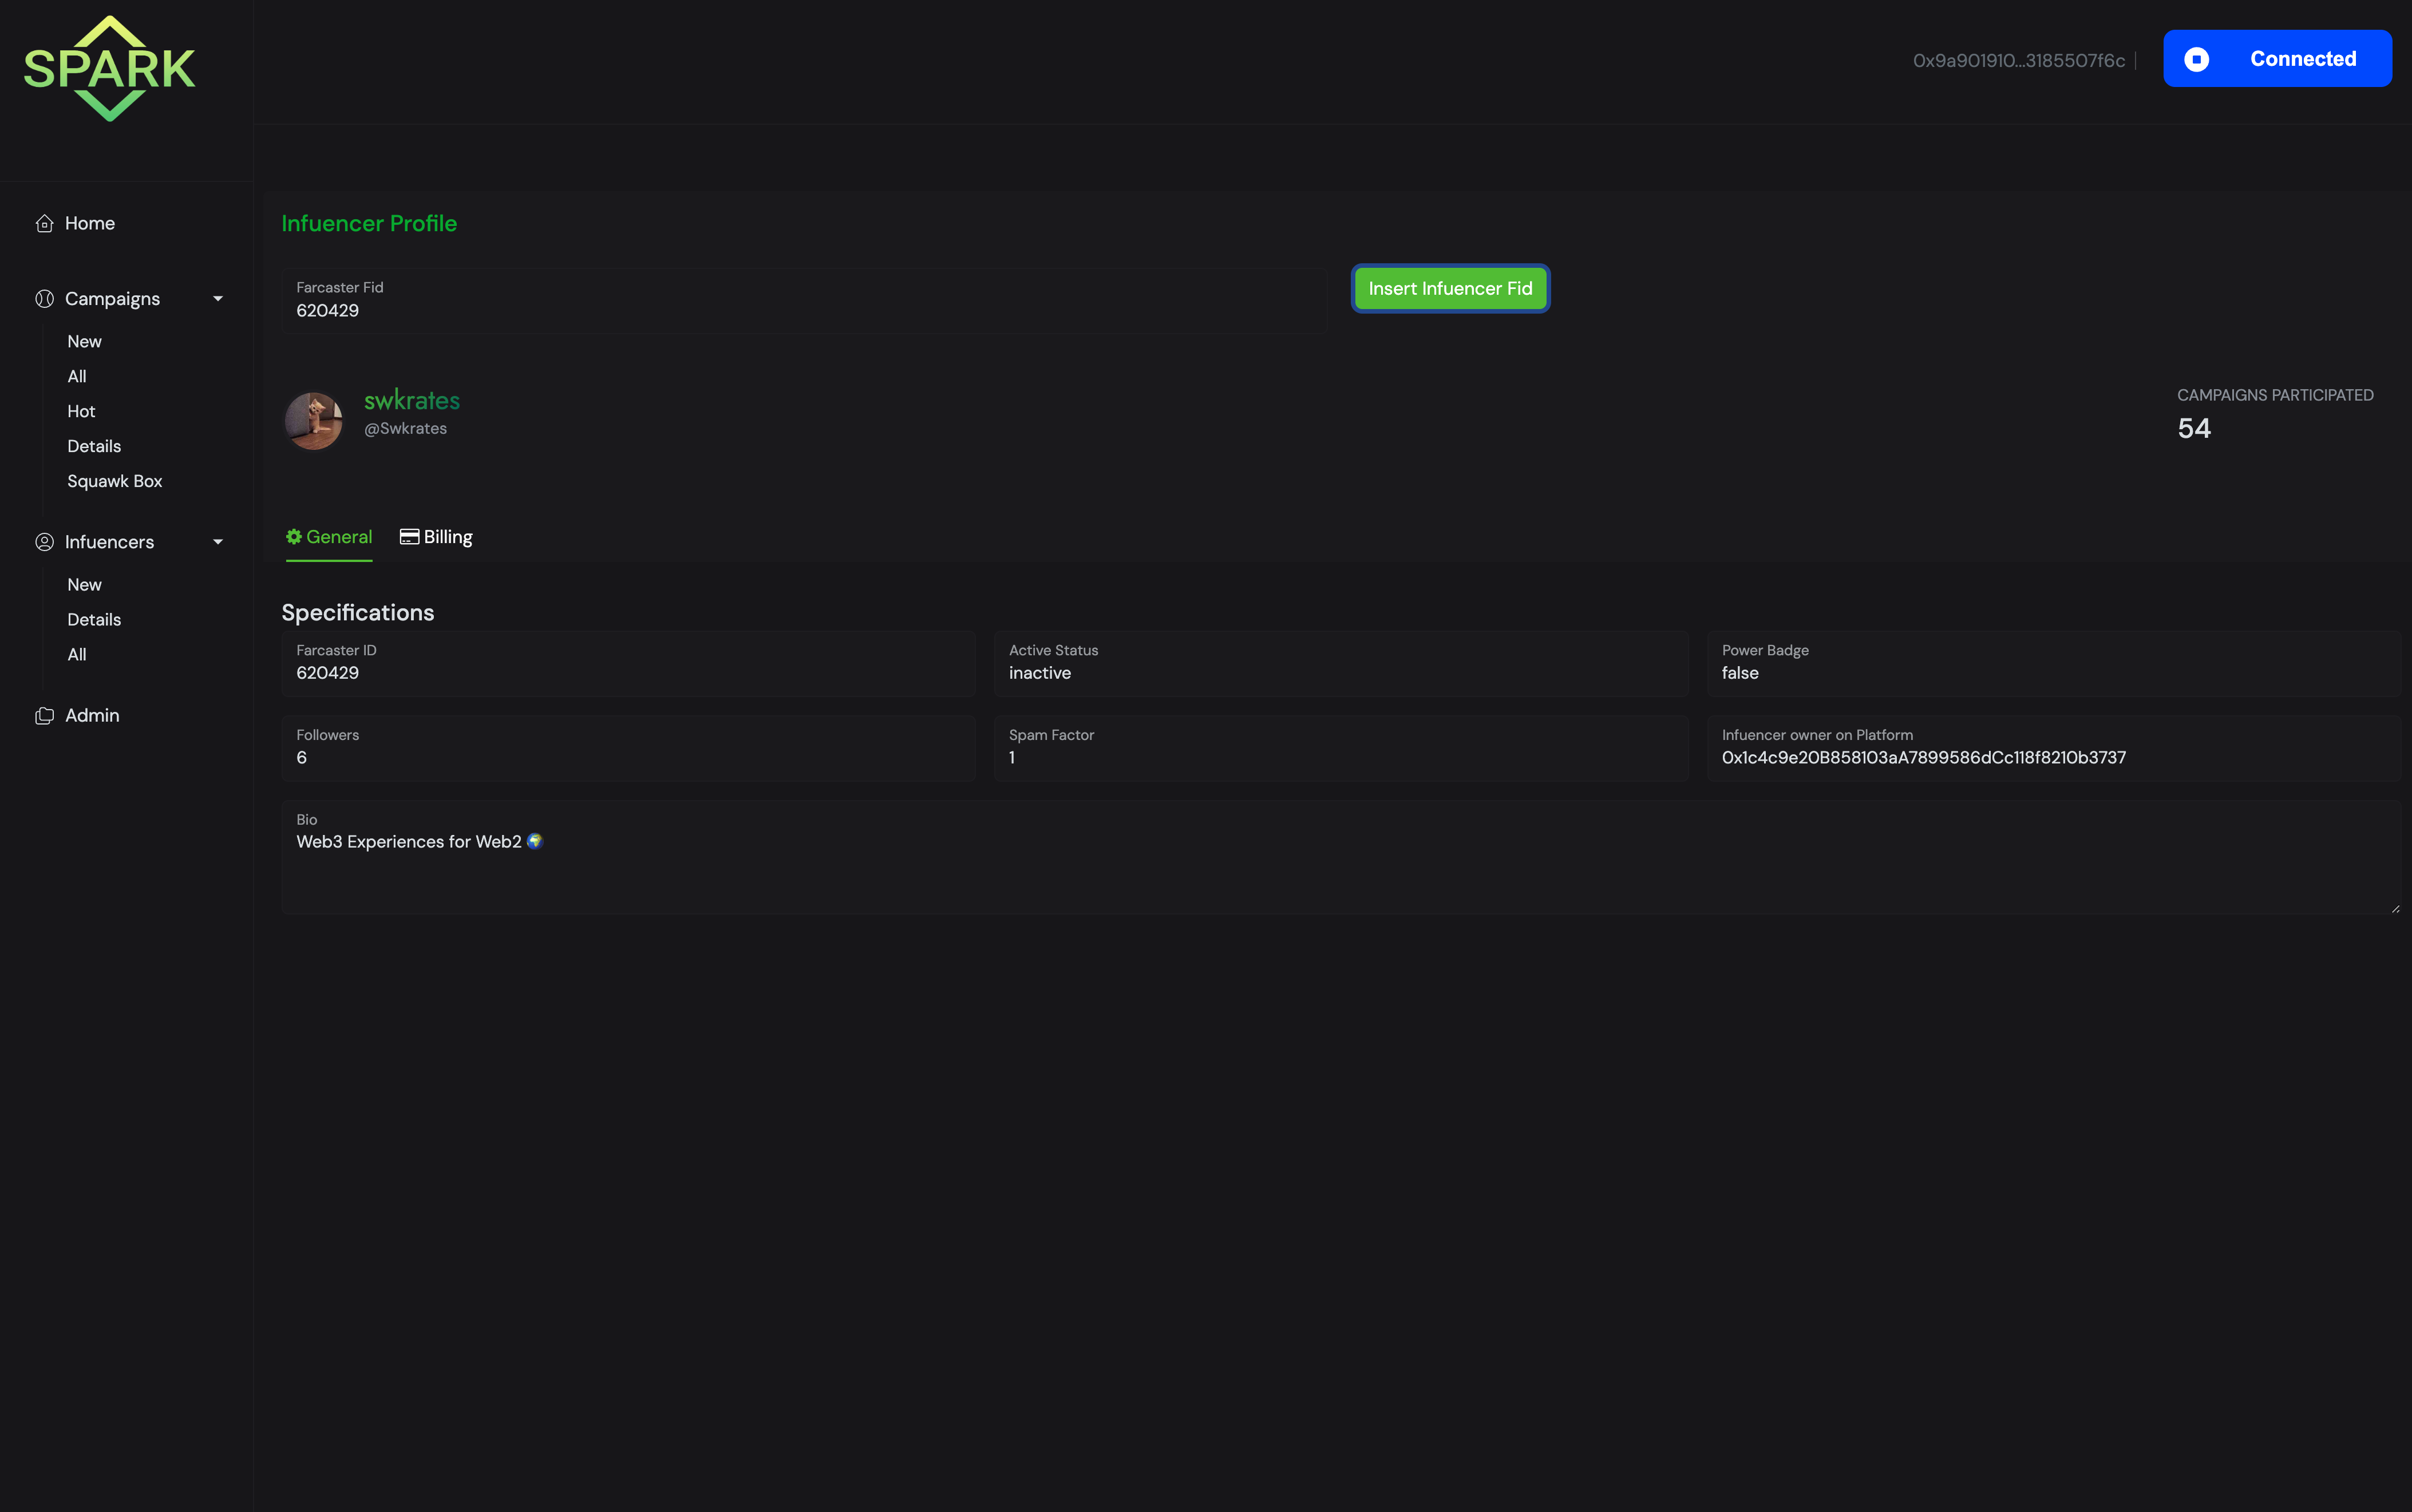 SPARK
0x9a901910...3185507f6c
Connected
Home
Campaigns
New
All
Hot
Details
Squawk Box
Infuencers
New
Details
All
Admin
Infuencer Profile
Farcaster Fid
620429
Insert Infuencer Fid
swkrates
@Swkrates
CAMPAIGNS PARTICIPATED
54
General
Billing
Specifications
Farcaster ID
620429
Active Status
inactive
Power Badge
false
Followers
6
Spam Factor
1
Infuencer owner on Platform
0x1c4c9e20B858103aA7899586dCc118f8210b3737
Bio
Web3 Experiences for Web2 🌍